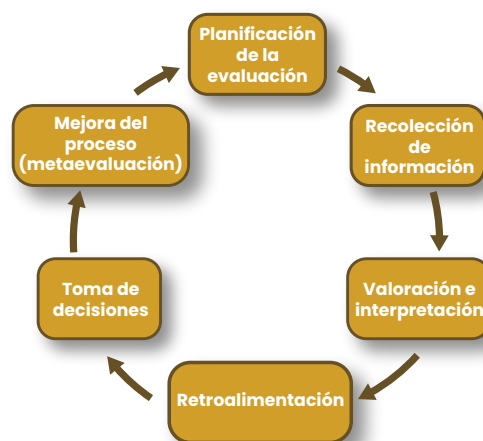 Planificación
de la
evaluación
Recolección
de
información
Valoración e
interpretación
Retroalimentación
Toma de
decisiones
Mejora del
proceso
(metaevaluación)